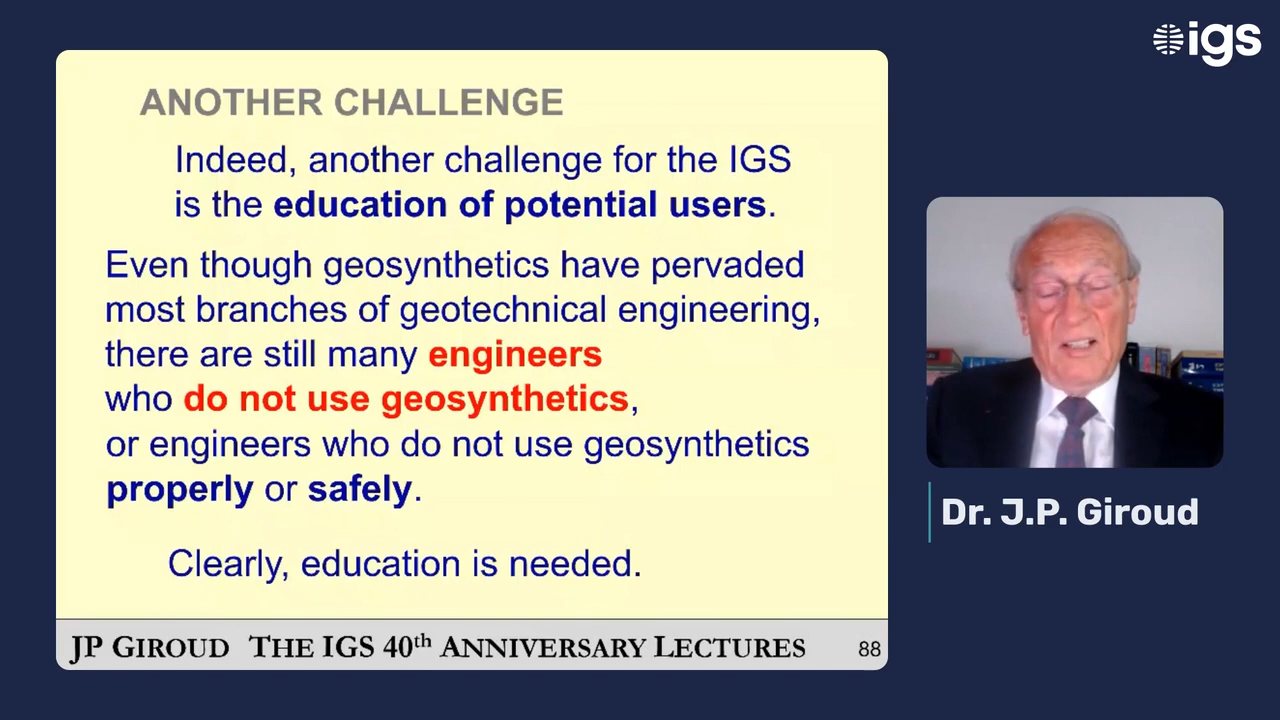 igs
ANOTHER CHALLENGE
Indeed, another challenge for the IGS
is the education of potential users.
Even though geosynthetics have pervaded
most branches of geotechnical engineering,
there are still many engineers
who do not use geosynthetics,
or engineers who do not use geosynthetics
properly or safely.
Clearly, education is needed.
JP GIROUD THE IGS 40th ANNIVERSARY LECTURES 88
Dr. J.P. Giroud